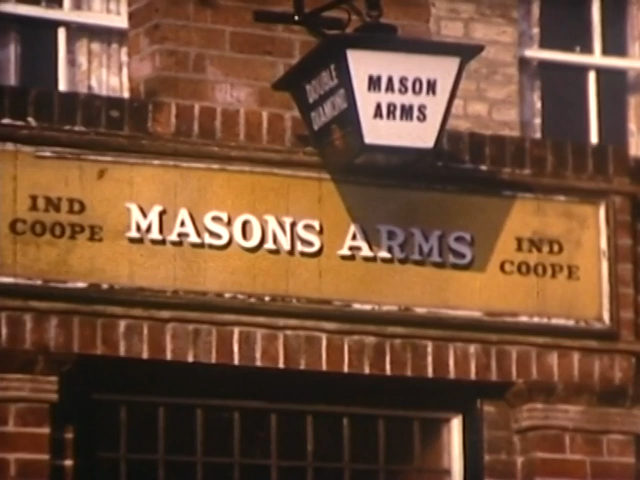 DOUBLE
DIAMOND
MASON
ARMS
IND
COOPE
MASONS ARMS
IND
COOPE